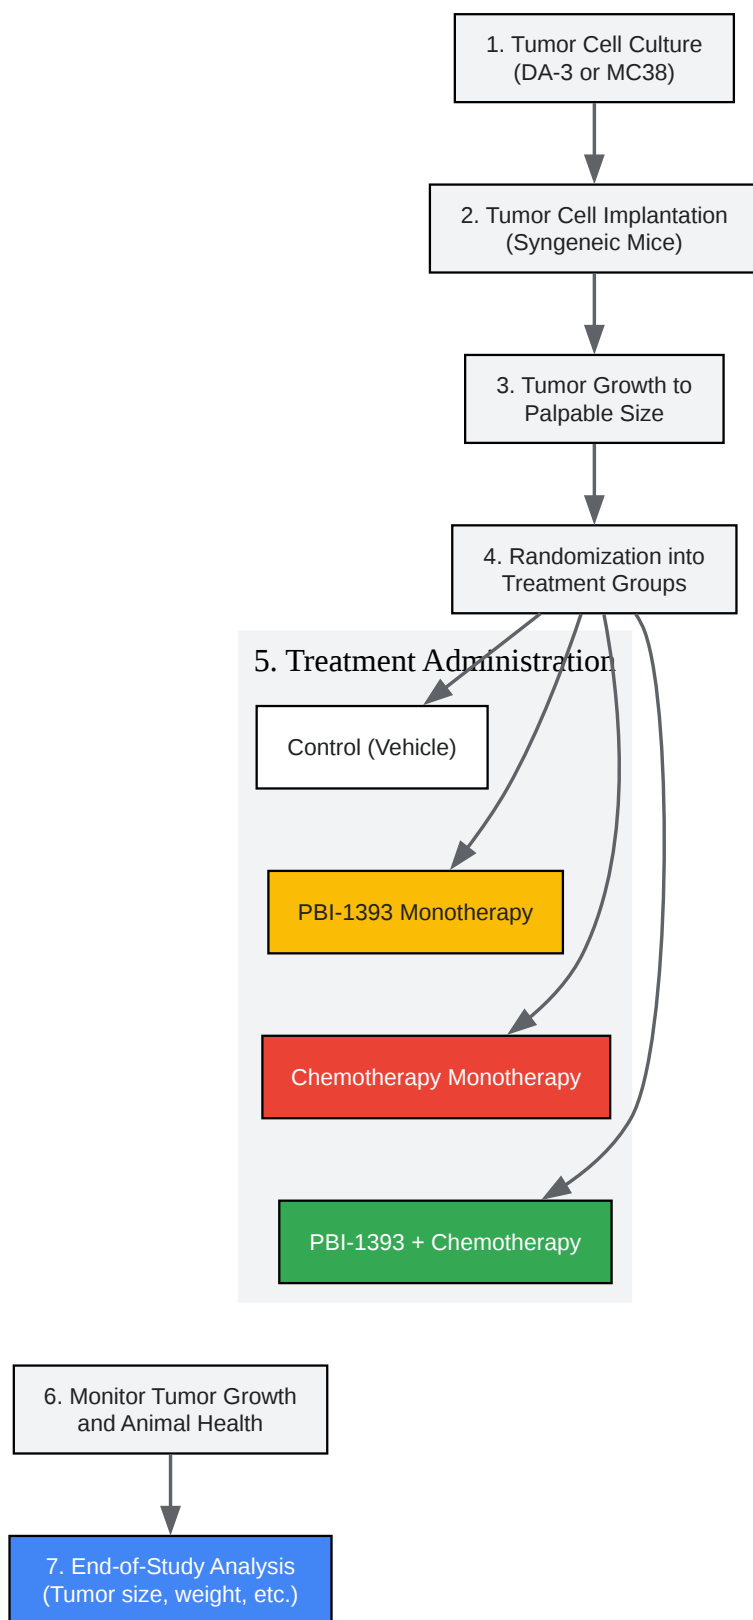 1. Tumor Cell Culture
(DA-3 or MC38)
2. Tumor Cell Implantation
(Syngeneic Mice)
3. Tumor Growth to
Palpable Size
4. Randomization into
Treatment Groups
5. Treatment Administration
Control (Vehicle)
PBI-1393 Monotherapy
Chemotherapy Monotherapy
PBI-1393 + Chemotherapy
6. Monitor Tumor Growth
and Animal Health
7. End-of-Study Analysis
(Tumor size, weight, etc.)